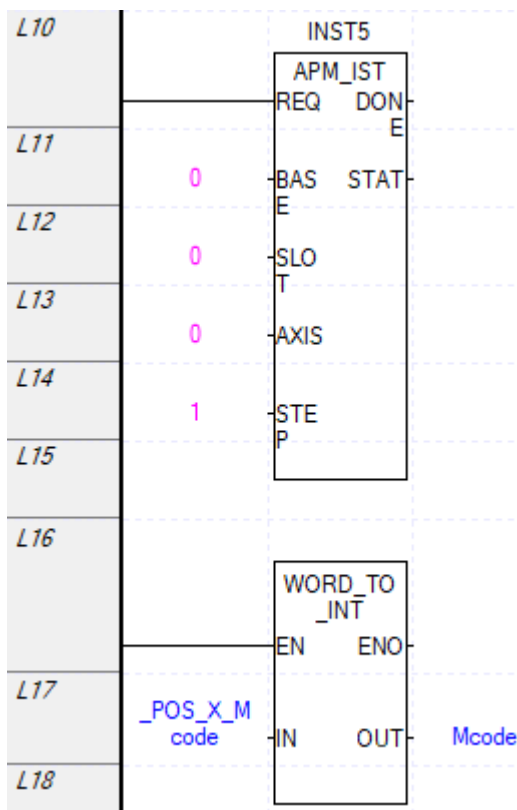 L10
INST5
APM_IST
REQ DON
E
L11
0 BAS STAT
E
L12
0 SLO
T
L13
0 AXIS
L14
1 STE
P
L15
L16
WORD_TO
_INT
EN ENO
L17
_POS_X_M
code IN OUT Mcode
L18